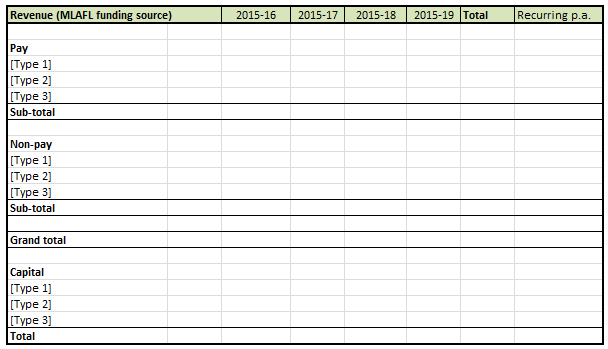 Revenue (MLAFL funding source) 2015-16 2015-17 2015-18 2015-19 Total Recurring p.a.
Pay
[Type 1]
[Type 2]
[Type 3]
Sub-total
Non-pay
[Type 1]
[Type 2]
[Type 3]
Sub-total
Grand total
Capital
[Type 1]
[Type 2]
[Type 3]
Total